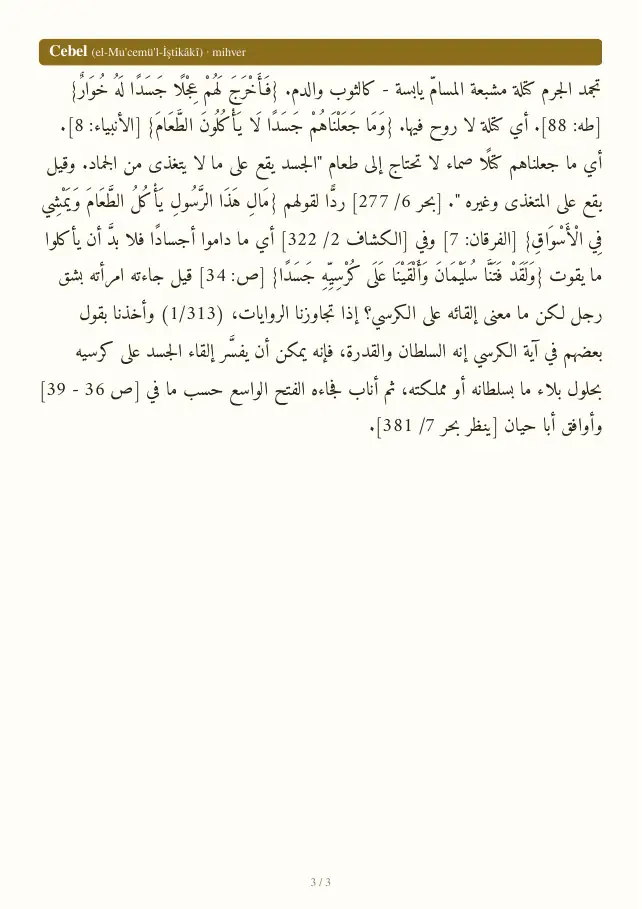 Cebel (el-Mu'cemü'l-İştikâkî) · mihver
تجمد الجرم كتلة مشبعة المسامّ يابسة - كالثوب والدم. {فَأَخْرَجَ لَهُمْ عِجْلًا جَسَدًا لَهُ خُوَارٌ}
[طه: 88]. أي كتلة لا روح فيها. {وَمَا جَعَلْنَاهُمْ جَسَدًا لَا يَأْكُلُونَ الطَّعَامَ} [الأنبياء: 8].
أي ما جعلناهم كتلًا صماء لا تحتاج إلى طعام "الجسد يقع على ما لا يتغذى من الجماد. وقيل
يقع على المتغذى وغيره ". [بحر 6/ 277] ردًّا لقولهم {مَالِ هَذَا الرَّسُولِ يَأْكُلُ الطَّعَامَ وَيَمْشِي
فِي الْأَسْوَاقِ} [الفرقان: 7] وفي [الكشاف 2/ 322] أي ما داموا أجسادًا فلا بدَّ أن يأكلوا
ما يقوت {وَلَقَدْ فَتَنَّا سُلَيْمَانَ وَأَلْقَيْنَا عَلَى كُرْسِيِّهِ جَسَدًا} [ص: 34] قيل جاءته امرأته بشق
رجل لكن ما معنى إلقائه على الكرسي؟ إذا تجاوزنا الروايات، (1/313) وأخذنا بقول
بعضهم في آية الكرسي إنه السلطان والقدرة، فإنه يمكن أن يفسَّر إلقاء الجسد على كرسيه
بحلول بلاء ما بسلطانه أو مملكته، ثم أناب فجاءه الفتح الواسع حسب ما في [ص 36 - 39]
وأوافق أبا حيان [ينظر بحر 7/ 381].
3 / 3